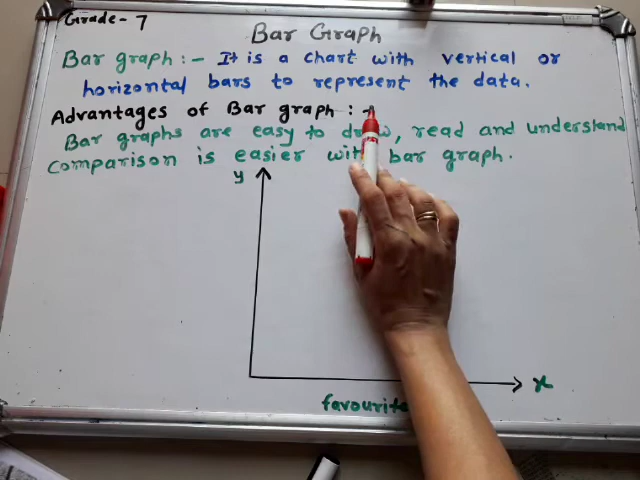 Grade- 7
Bar Graph
Bar graph :- It is a chart with vertical or
horizontal bars to represent the data.
Advantages of Bar graph :-
Bar graphs are easy to draw, read and understand
Comparison is easier with bar graph.
y
x
favourite